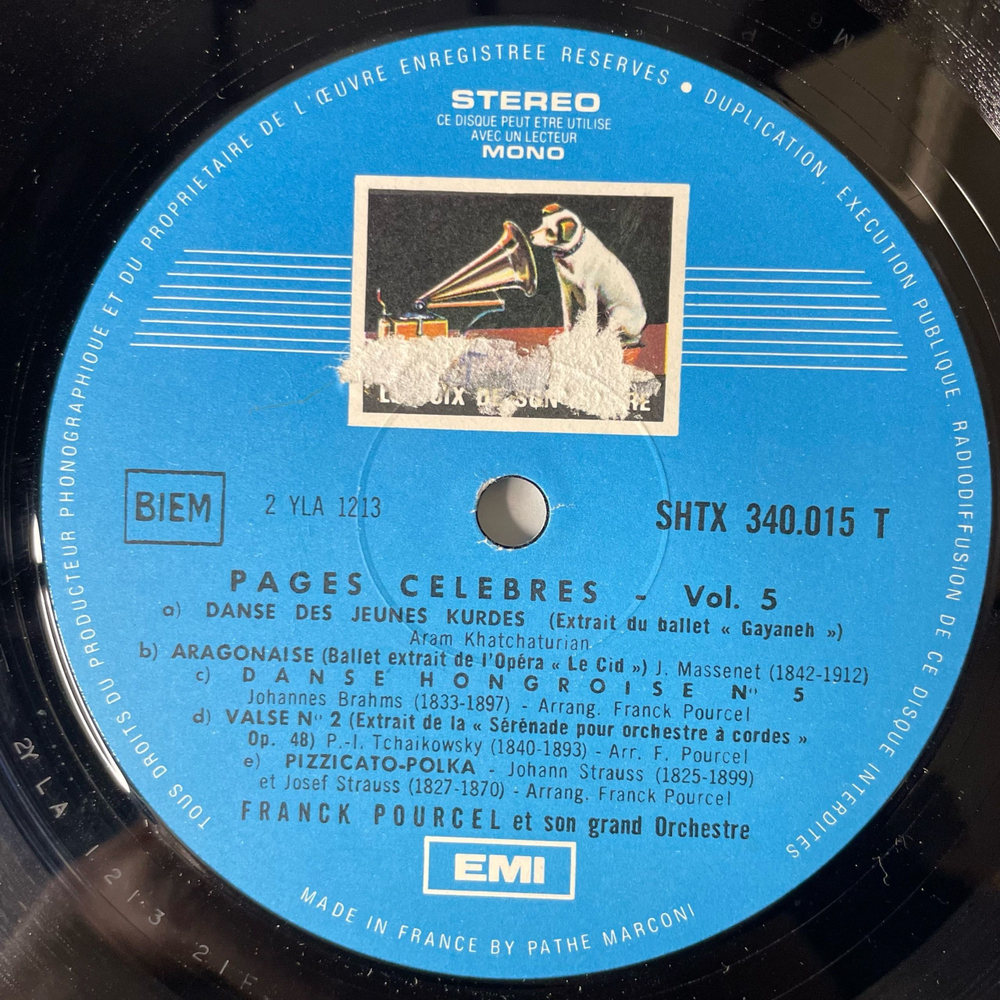 TOUS DROITS DU PRODUCTEUR PHONOGRAPHIQUE ET DU PROPRIETAIRE DE L'ŒUVRE ENREGISTREE RESERVES • DUPLICATION, EXECUTION PUBLIQUE, RADIODIFFUSION DE CE DISQUE INTERDITES
STEREO
CE DISQUE PEUT ETRE UTILISE
AVEC UN LECTEUR
MONO
DE SON
BIEM
2 YLA 1213
SHTX 340.015 T
PAGES CELEBRES - Vol. 5
a) DANSE DES JEUNES KURDES (Extrait du ballet « Gayaneh »)
Aram Khatchaturian
b) ARAGONAISE (Ballet extrait de l'Opéra « Le Cid ») J. Massenet (1842-1912)
c) DANSE HONGROISE N° 5
Johannes Brahms (1833-1897) - Arrang. Franck Pourcel
d) VALSE N° 2 (Extrait de la « Sérénade pour orchestre à cordes »
Op. 48) P.-I. Tchaikowsky (1840-1893) - Arr. F. Pourcel
e) PIZZICATO-POLKA - Johann Strauss (1825-1899)
et Josef Strauss (1827-1870) - Arrang. Franck Pourcel
FRANCK POURCEL et son grand Orchestre
EMI
MADE IN FRANCE BY PATHE MARCONI
2YLA 1213 21F